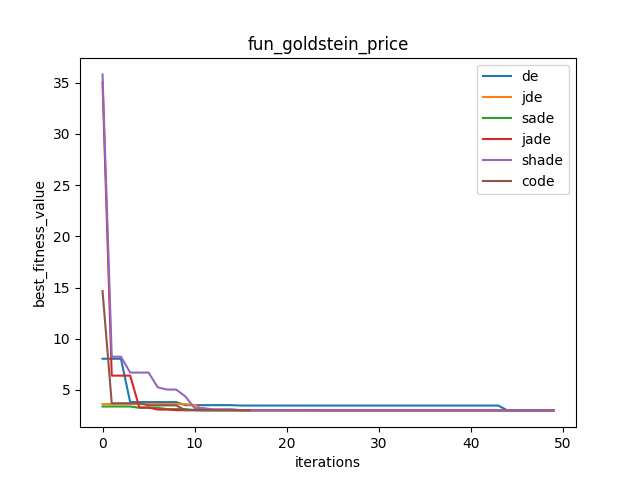 fun_goldstein_price
35
30
25
20
15
10
5
best_fitness_value
de
jde
sade
jade
shade
code
0 10 20 30 40 50
iterations